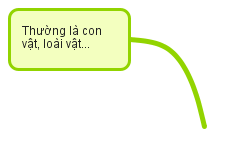 Thường là con
vật, loài vật...